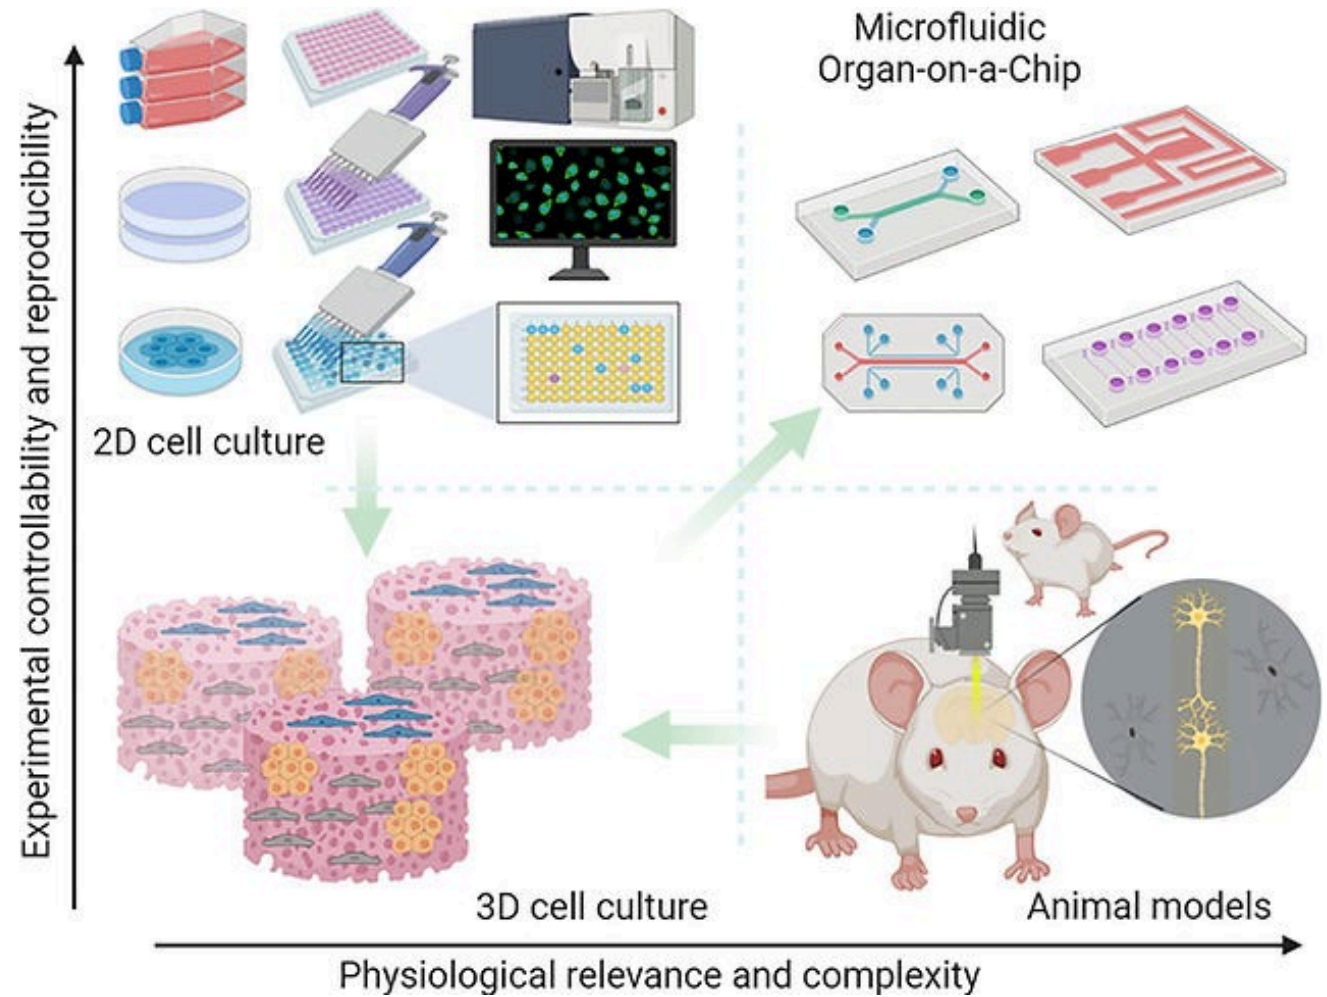 Microfluidic
Organ-on-a-Chip
Experimental controllability and reproducibility
2D cell culture
3D cell culture
Animal models
Physiological relevance and complexity